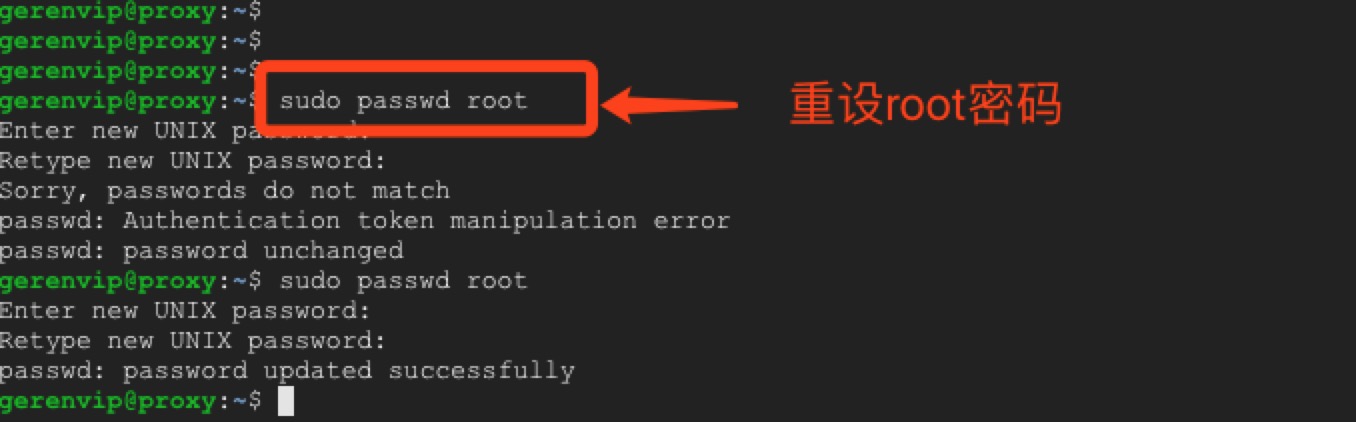 gerenvip@proxy:~$
gerenvip@proxy:~$
gerenvip@proxy:~$
gerenvip@proxy:~$ sudo passwd root
重设root密码
Enter new UNIX password:
Retype new UNIX password:
Sorry, passwords do not match
passwd: Authentication token manipulation error
passwd: password unchanged
gerenvip@proxy:~$ sudo passwd root
Enter new UNIX password:
Retype new UNIX password:
passwd: password updated successfully
gerenvip@proxy:~$